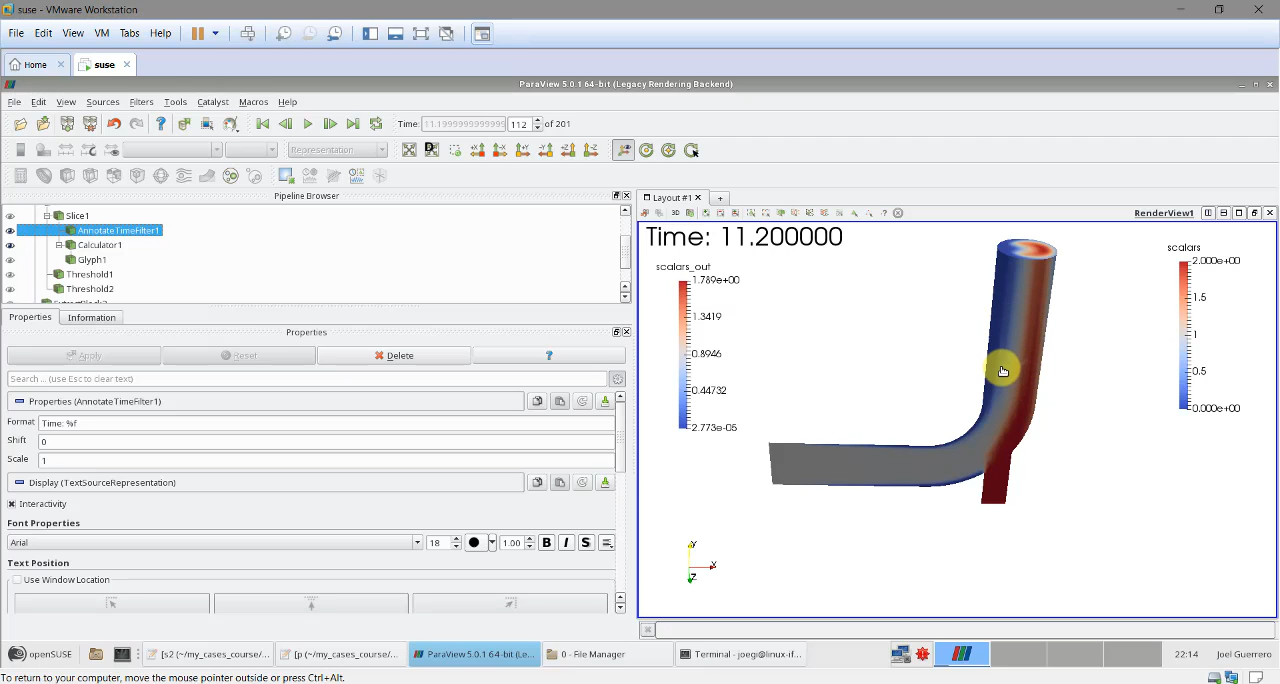 suse - VMware Workstation
File Edit View VM Tabs Help
Home suse
ParaView 5.0.1 64-bit (Legacy Rendering Backend)
File Edit View Sources Filters Tools Catalyst Macros Help
Time: 11.1999999999999 112 of 201
Representation
Pipeline Browser
Layout #1
Slice1
3D RenderView1
AnnotateTimeFilter1
Calculator1
Glyph1
Threshold1
Threshold2
Time: 11.200000
scalars_out
1.789e+00
1.3419
0.8946
0.44732
2.773e-05
scalars
2.000e+00
1.5
1
0.5
0.000e+00
Y
X
Z
Properties Information
Properties
Apply Reset Delete ?
Search ... (use Esc to clear text)
Properties (AnnotateTimeFilter1)
Format Time: %f
Shift 0
Scale 1
Display (TextSourceRepresentation)
Interactivity
Font Properties
Arial 18 1.00 B I S
Text Position
Use Window Location
openSUSE [s2 (~/my_cases_course/... [p (~/my_cases_course/... ParaView 5.0.1 64-bit (Le... 0 - File Manager Terminal - joegi@linux-if... 22:14 Joel Guerrero
To return to your computer, move the mouse pointer outside or press Ctrl+Alt.